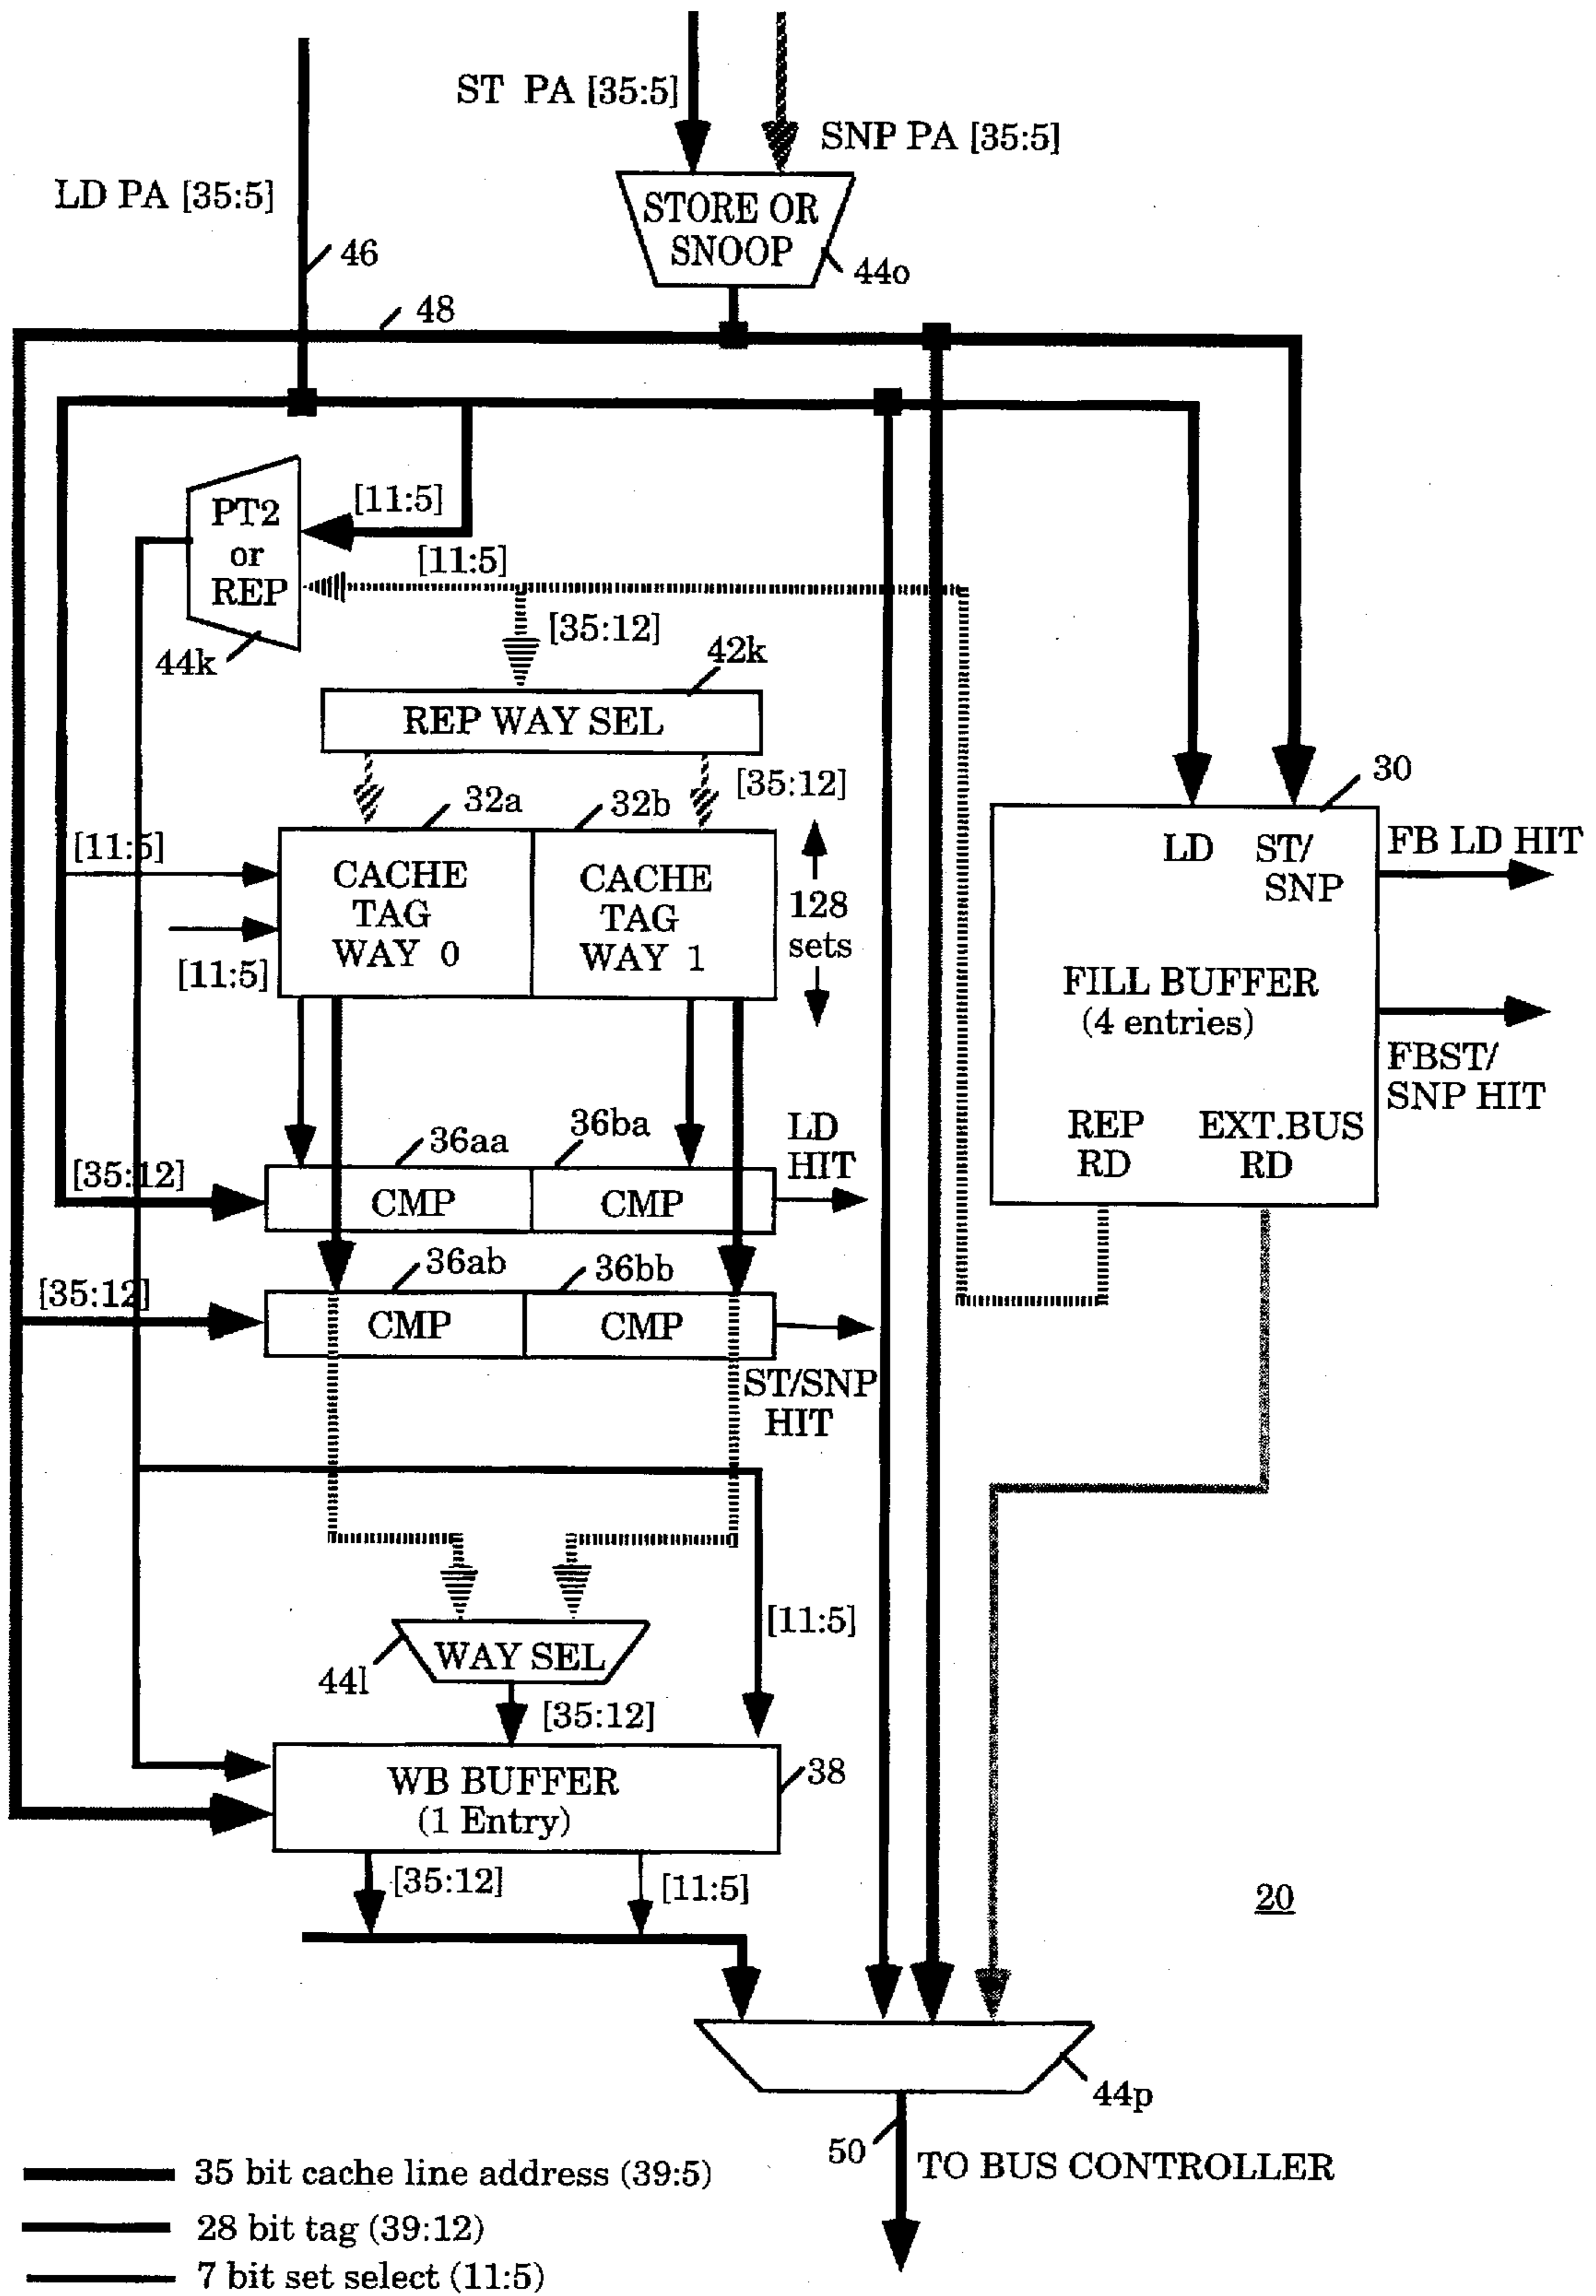 ST PA [35:5]
SNP PA [35:5]
LD PA [35:5]
STORE OR
SNOOP
46
44o
48
PT2
or
REP
[11:5]
[11:5]
[35:12]
44k
42k
REP WAY SEL
[35:12]
30
32a
32b
[11:5]
CACHE
TAG
WAY 0
CACHE
TAG
WAY 1
128
sets
[11:5]
LD
ST/
SNP
FB LD HIT
FILL BUFFER
(4 entries)
FBST/
SNP HIT
REP
RD
EXT.BUS
RD
36aa
36ba
LD
HIT
[35:12]
CMP
CMP
36ab
36bb
[35:12]
CMP
CMP
ST/SNP
HIT
[11:5]
WAY SEL
44l
[35:12]
WB BUFFER
(1 Entry)
38
[35:12]
[11:5]
20
44p
50
TO BUS CONTROLLER
35 bit cache line address (39:5)
28 bit tag (39:12)
7 bit set select (11:5)